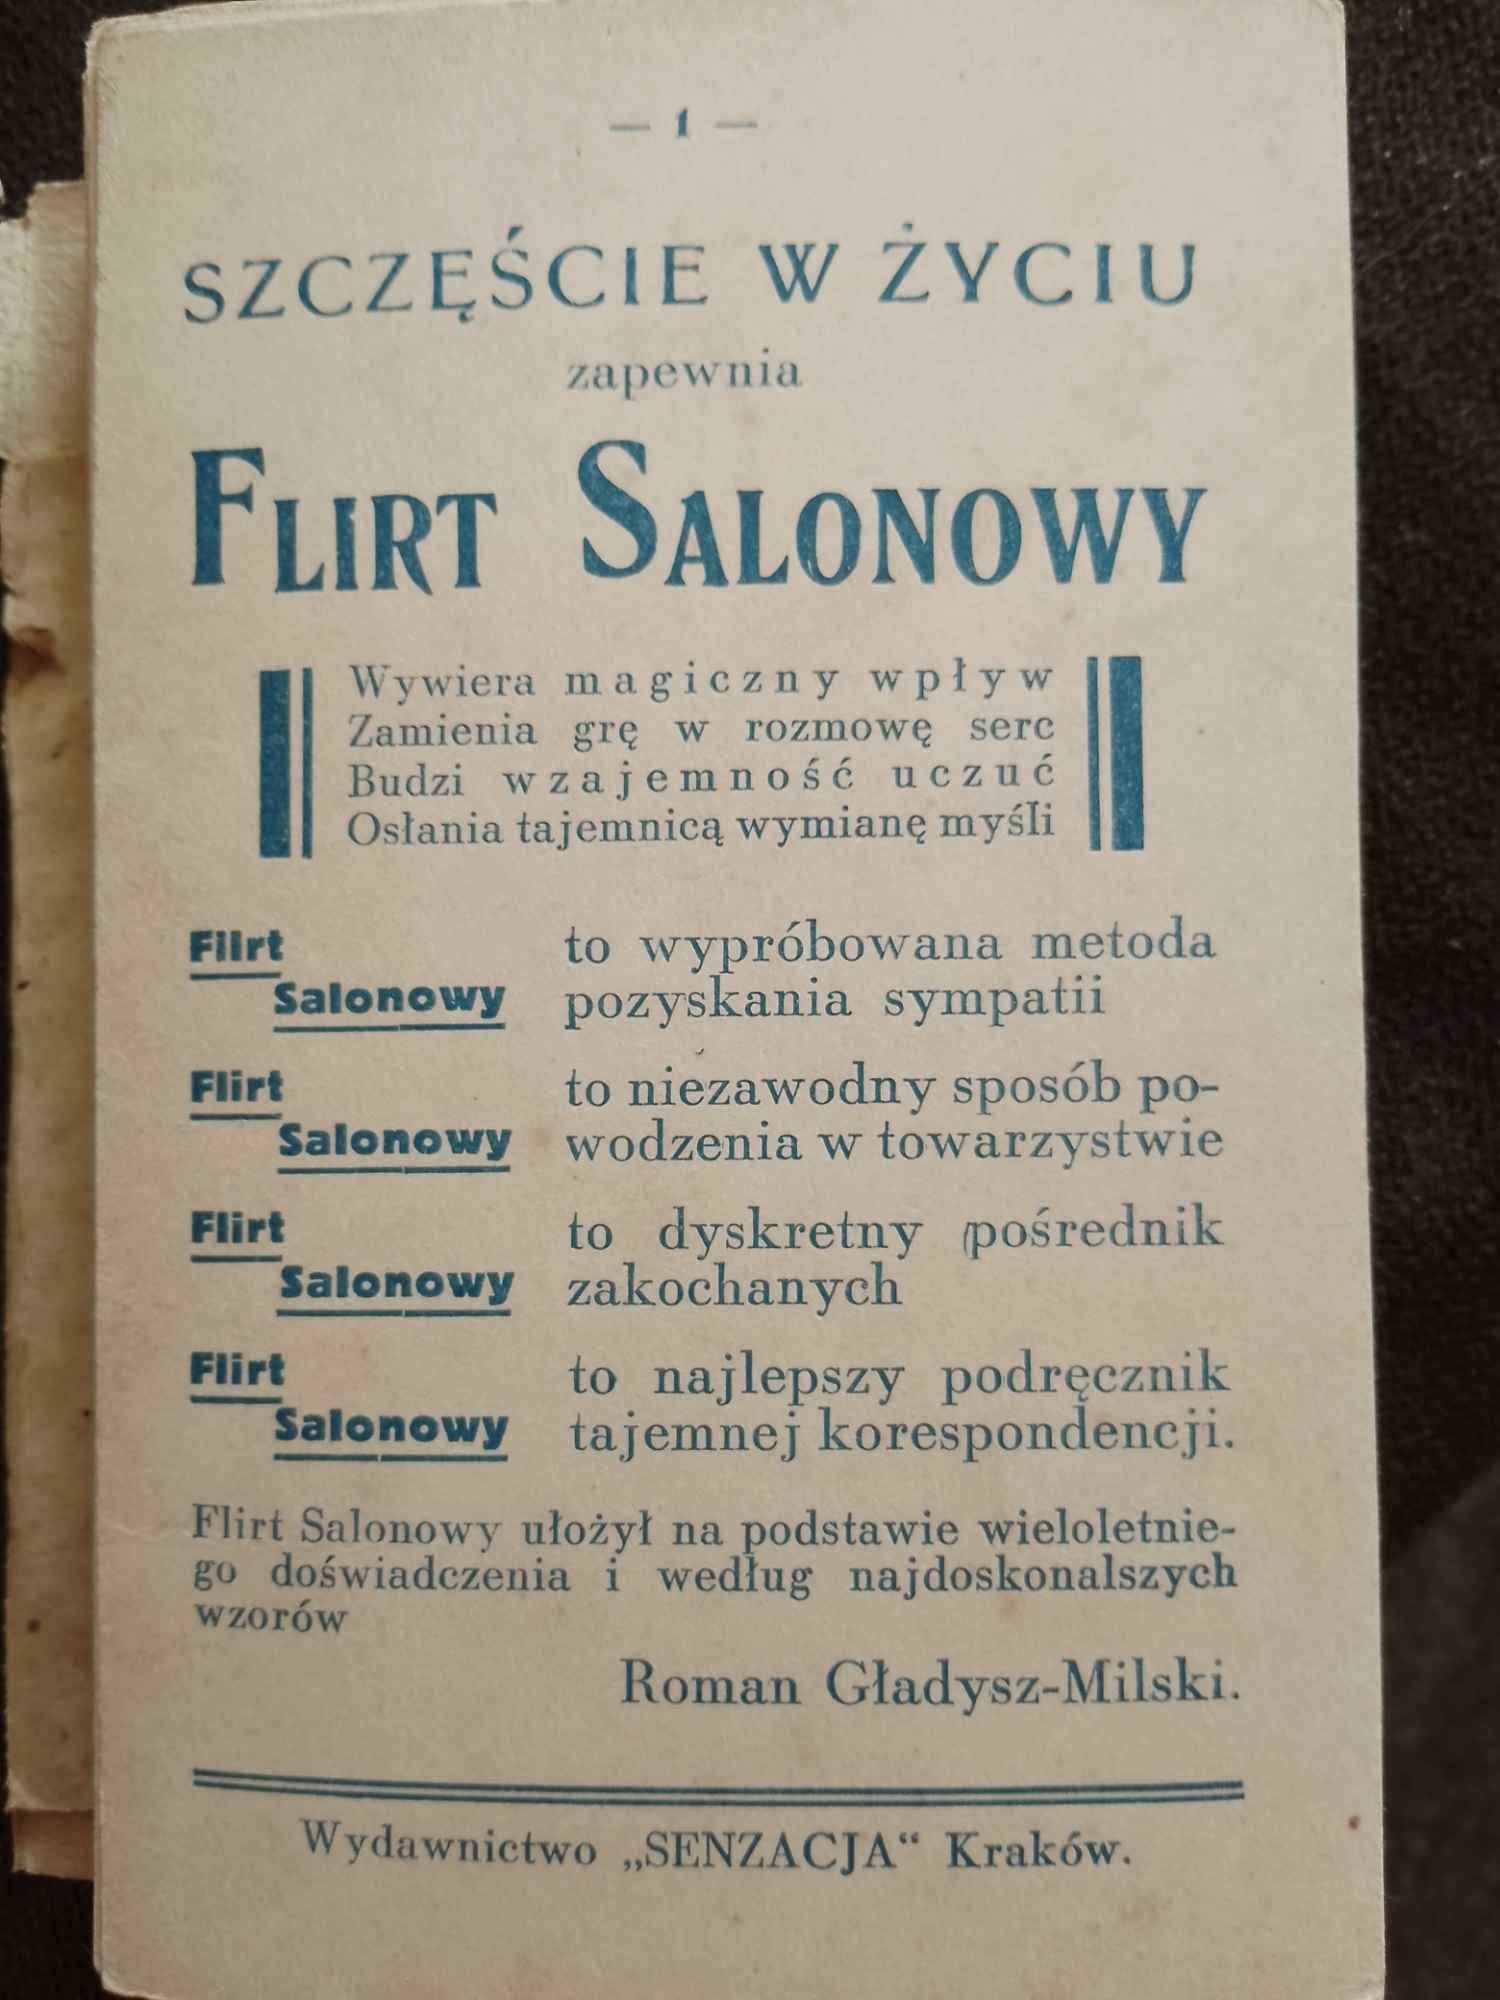 — 1 —
SZCZĘŚCIE W ŻYCIU
zapewnia
FLIRT SALONOWY
Wywiera magiczny wpływ
Zamienia grę w rozmowę serc
Budzi wzajemność uczuć
Osłania tajemnicą wymianę myśli
Flirt to wypróbowana metoda
Salonowy pozyskania sympatii
Flirt to niezawodny sposób po-
Salonowy wodzenia w towarzystwie
Flirt to dyskretny pośrednik
Salonowy zakochanych
Flirt to najlepszy podręcznik
Salonowy tajemnej korespondencji.
Flirt Salonowy ułożył na podstawie wieloletnie-
go doświadczenia i według najdoskonalszych
wzorów
Roman Gładysz-Milski.
Wydawnictwo „SENZACJA“ Kraków.